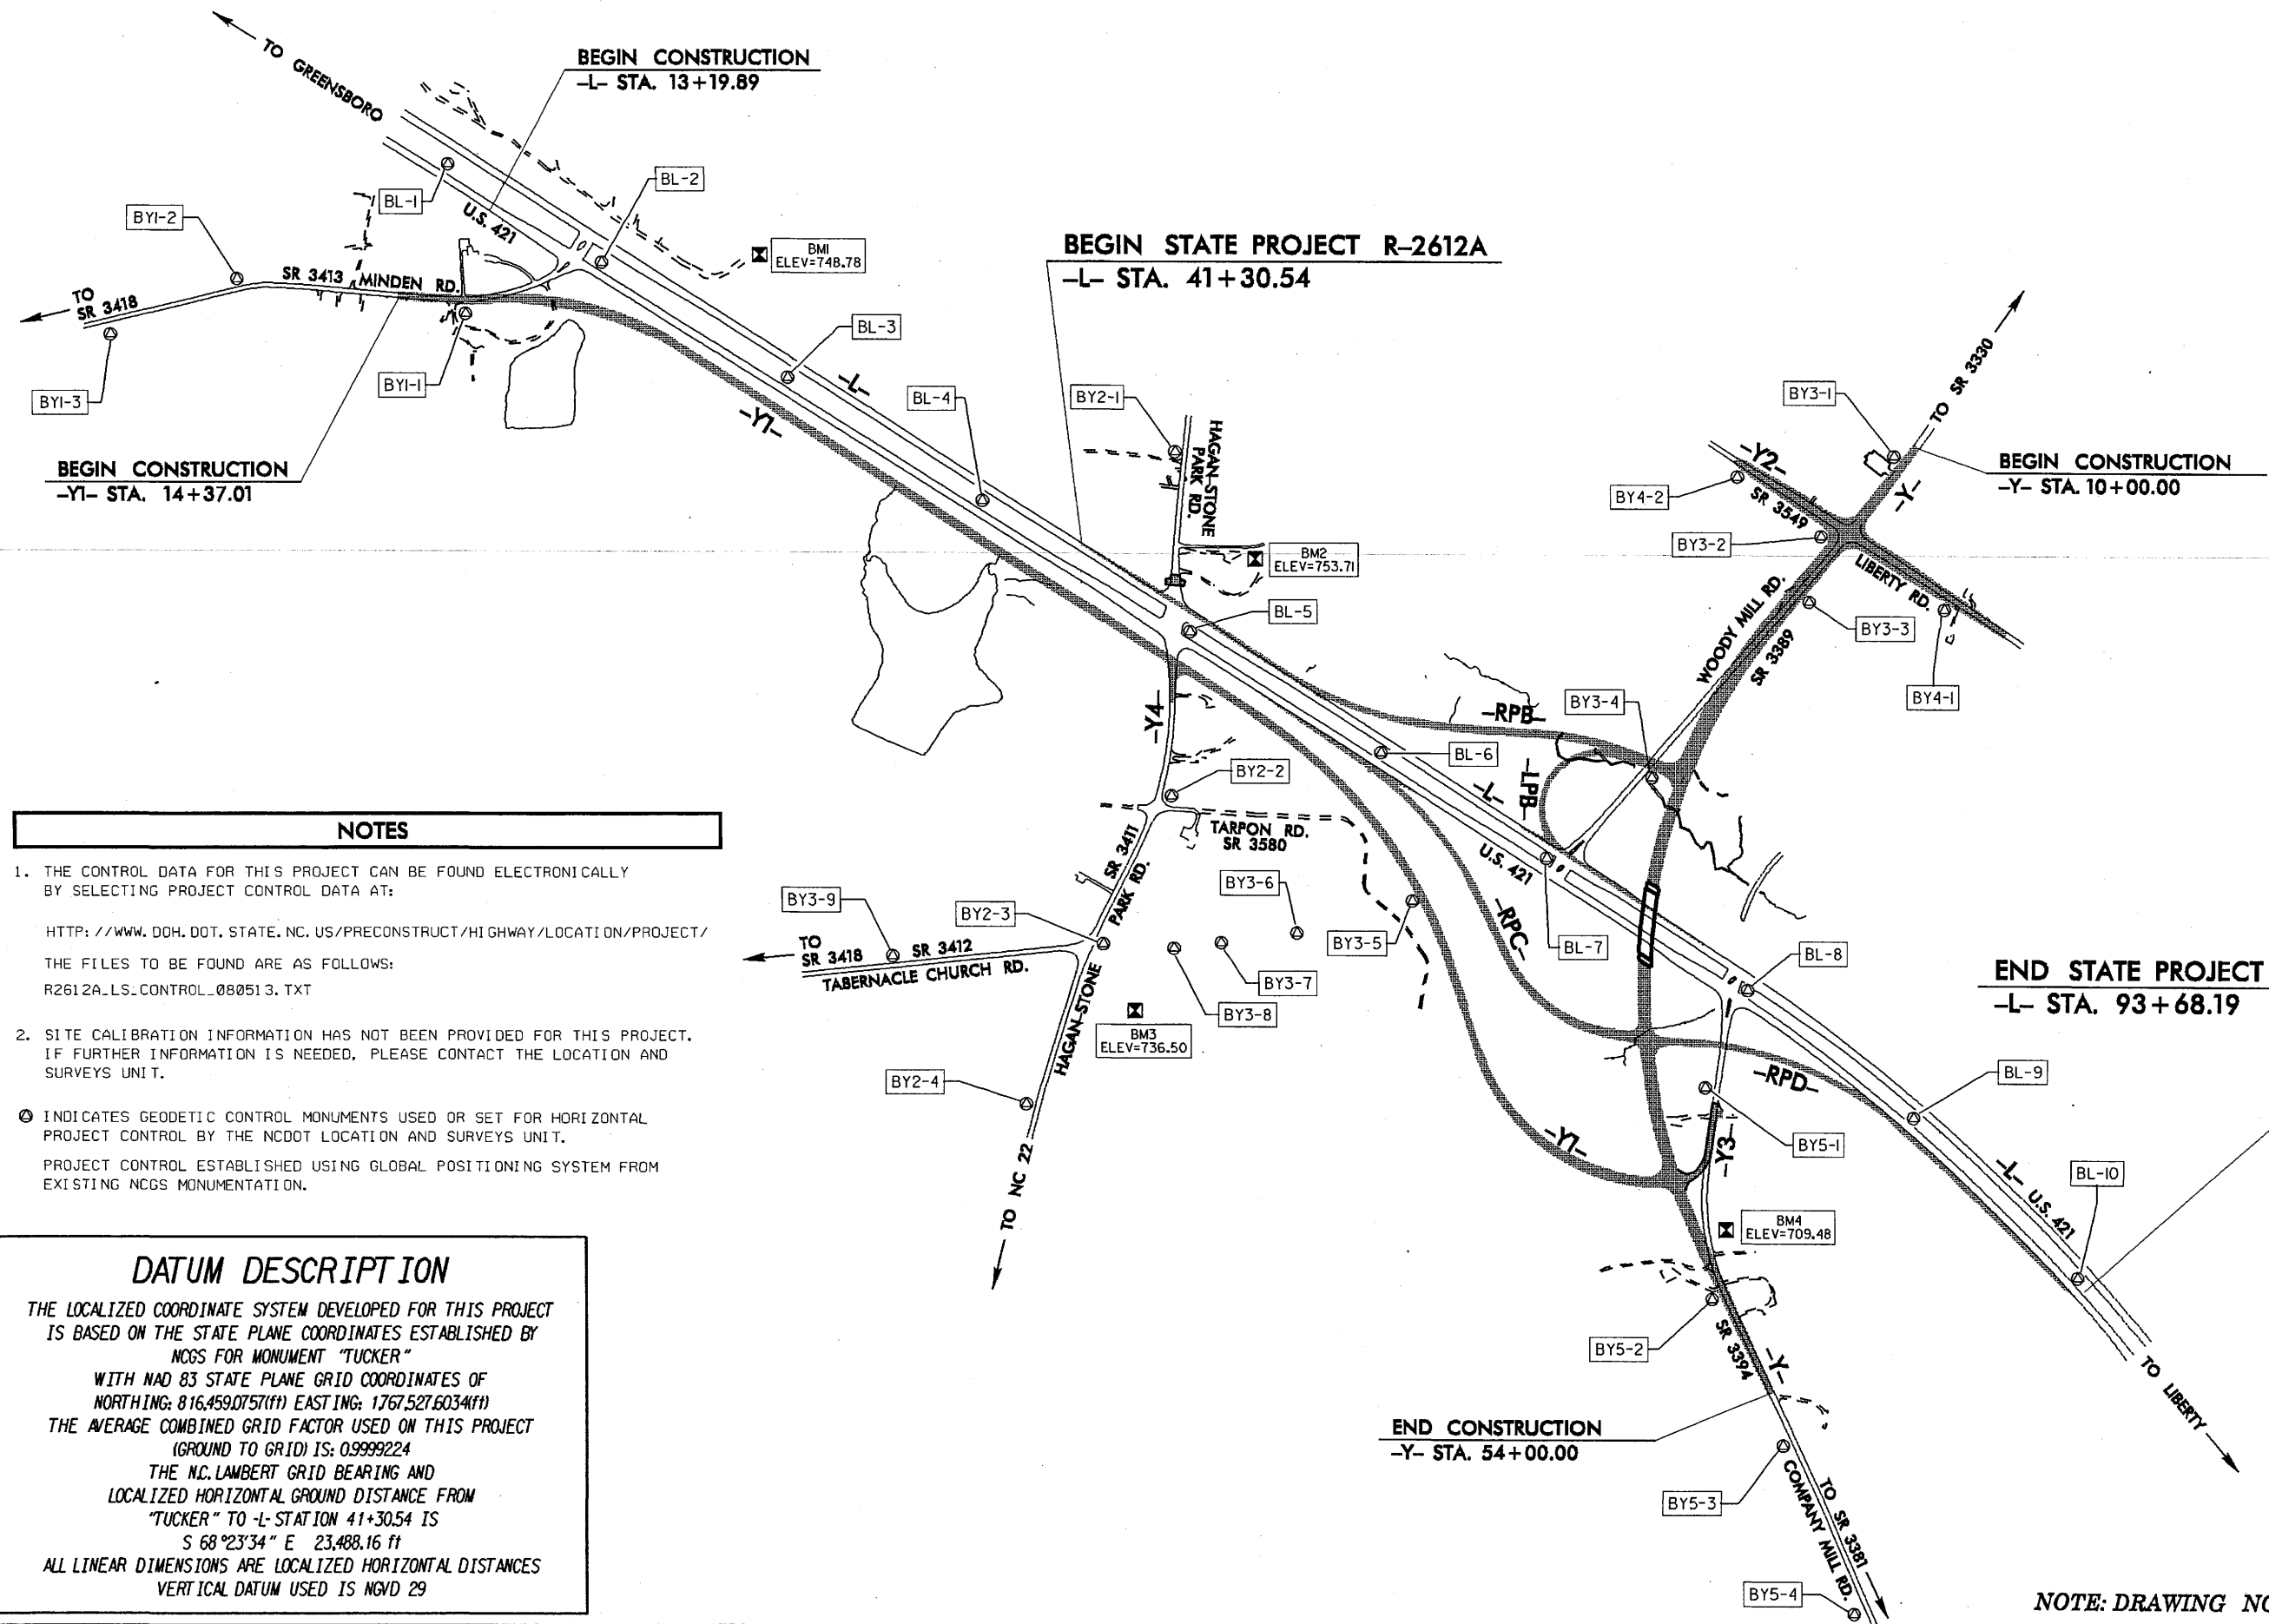 TO GREENSBORO
BEGIN CONSTRUCTION
-L- STA. 13+19.89
BL-1
BL-2
U.S. 421
BY1-2
BM1
ELEV=748.78
SR 3413 MINDEN RD.
TO
SR 3418
BY1-3
BY1-1
BL-3
-L-
-Y1-
BL-4
BEGIN CONSTRUCTION
-Y1- STA. 14+37.01
BEGIN STATE PROJECT R-2612A
-L- STA. 41+30.54
BY2-1
HAGAN-STONE
PARK RD.
BM2
ELEV=753.71
BL-5
TO SR 3330
BY3-1
BEGIN CONSTRUCTION
-Y- STA. 10+00.00
-Y2-
-Y-
BY4-2
SR 3549
BY3-2
LIBERTY RD.
WOODY MILL RD.
SR 3389
BY3-3
BY4-1
BY3-4
-RPB-
BL-6
-LPB-
-L-
-Y4-
BY2-2
TARPON RD.
SR 3580
SR 3411
PARK RD.
U.S. 421
BY3-9
BY2-3
BY3-6
BY3-5
-RPC-
BL-7
BL-8
TO
SR 3418
SR 3412
TABERNACLE CHURCH RD.
BY3-7
BY3-8
HAGAN-STONE
BM3
ELEV=736.50
END STATE PROJECT
-L- STA. 93+68.19
BY2-4
-RPD-
BL-9
-Y1-
-Y3-
BY5-1
-L- U.S. 421
BL-10
TO NC 22
BM4
ELEV=709.48
BY5-2
SR 3394
-Y-
TO LIBERTY
END CONSTRUCTION
-Y- STA. 54+00.00
BY5-3
COMPANY MILL RD.
TO SR 3381
BY5-4
NOTES
1. THE CONTROL DATA FOR THIS PROJECT CAN BE FOUND ELECTRONICALLY
BY SELECTING PROJECT CONTROL DATA AT:
HTTP://WWW.DOH.DOT.STATE.NC.US/PRECONSTRUCT/HIGHWAY/LOCATION/PROJECT/
THE FILES TO BE FOUND ARE AS FOLLOWS:
R2612A_LS_CONTROL_080513.TXT
2. SITE CALIBRATION INFORMATION HAS NOT BEEN PROVIDED FOR THIS PROJECT.
IF FURTHER INFORMATION IS NEEDED, PLEASE CONTACT THE LOCATION AND
SURVEYS UNIT.
INDICATES GEODETIC CONTROL MONUMENTS USED OR SET FOR HORIZONTAL
PROJECT CONTROL BY THE NCDOT LOCATION AND SURVEYS UNIT.
PROJECT CONTROL ESTABLISHED USING GLOBAL POSITIONING SYSTEM FROM
EXISTING NCGS MONUMENTATION.
DATUM DESCRIPTION
THE LOCALIZED COORDINATE SYSTEM DEVELOPED FOR THIS PROJECT
IS BASED ON THE STATE PLANE COORDINATES ESTABLISHED BY
NCGS FOR MONUMENT "TUCKER"
WITH NAD 83 STATE PLANE GRID COORDINATES OF
NORTHING: 816,459.0757(ft) EASTING: 1,767,527.6034(ft)
THE AVERAGE COMBINED GRID FACTOR USED ON THIS PROJECT
(GROUND TO GRID) IS: 0.9999224
THE N.C. LAMBERT GRID BEARING AND
LOCALIZED HORIZONTAL GROUND DISTANCE FROM
"TUCKER" TO -L- STATION 41+30.54 IS
S 68°23'34" E 23,488.16 ft
ALL LINEAR DIMENSIONS ARE LOCALIZED HORIZONTAL DISTANCES
VERTICAL DATUM USED IS NGVD 29
NOTE: DRAWING NO